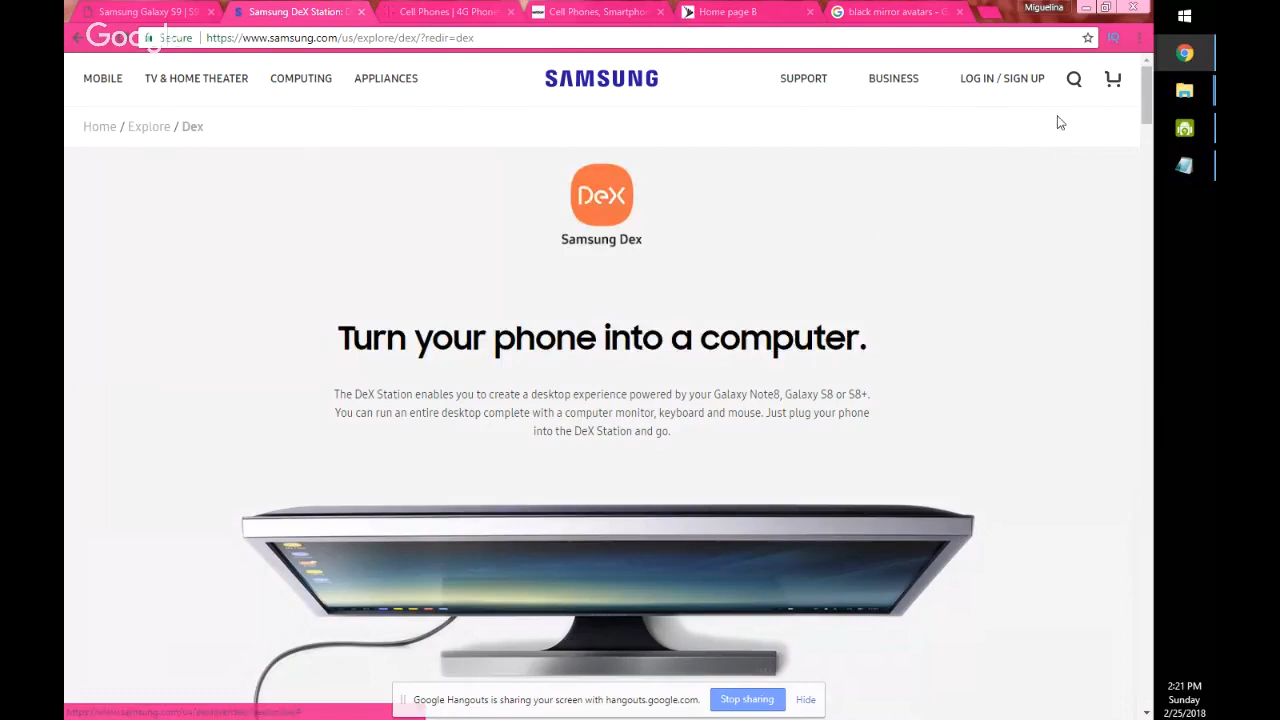 Samsung Galaxy S9 | S9
Samsung DeX Station: D
Cell Phones | 4G Phone
Cell Phones, Smartpho
Home page B
black mirror avatars - G
Miguelina
Secure
https://www.samsung.com/us/explore/dex/?redir=dex
IQ
MOBILE
TV & HOME THEATER
COMPUTING
APPLIANCES
SAMSUNG
SUPPORT
BUSINESS
LOG IN / SIGN UP
Home / Explore / Dex
DeX
Samsung Dex
Turn your phone into a computer.
The DeX Station enables you to create a desktop experience powered by your Galaxy Note8, Galaxy S8 or S8+.
You can run an entire desktop complete with a computer monitor, keyboard and mouse. Just plug your phone
into the DeX Station and go.
Google Hangouts is sharing your screen with hangouts.google.com.
Stop sharing
Hide
2:21 PM
Sunday
2/25/2018